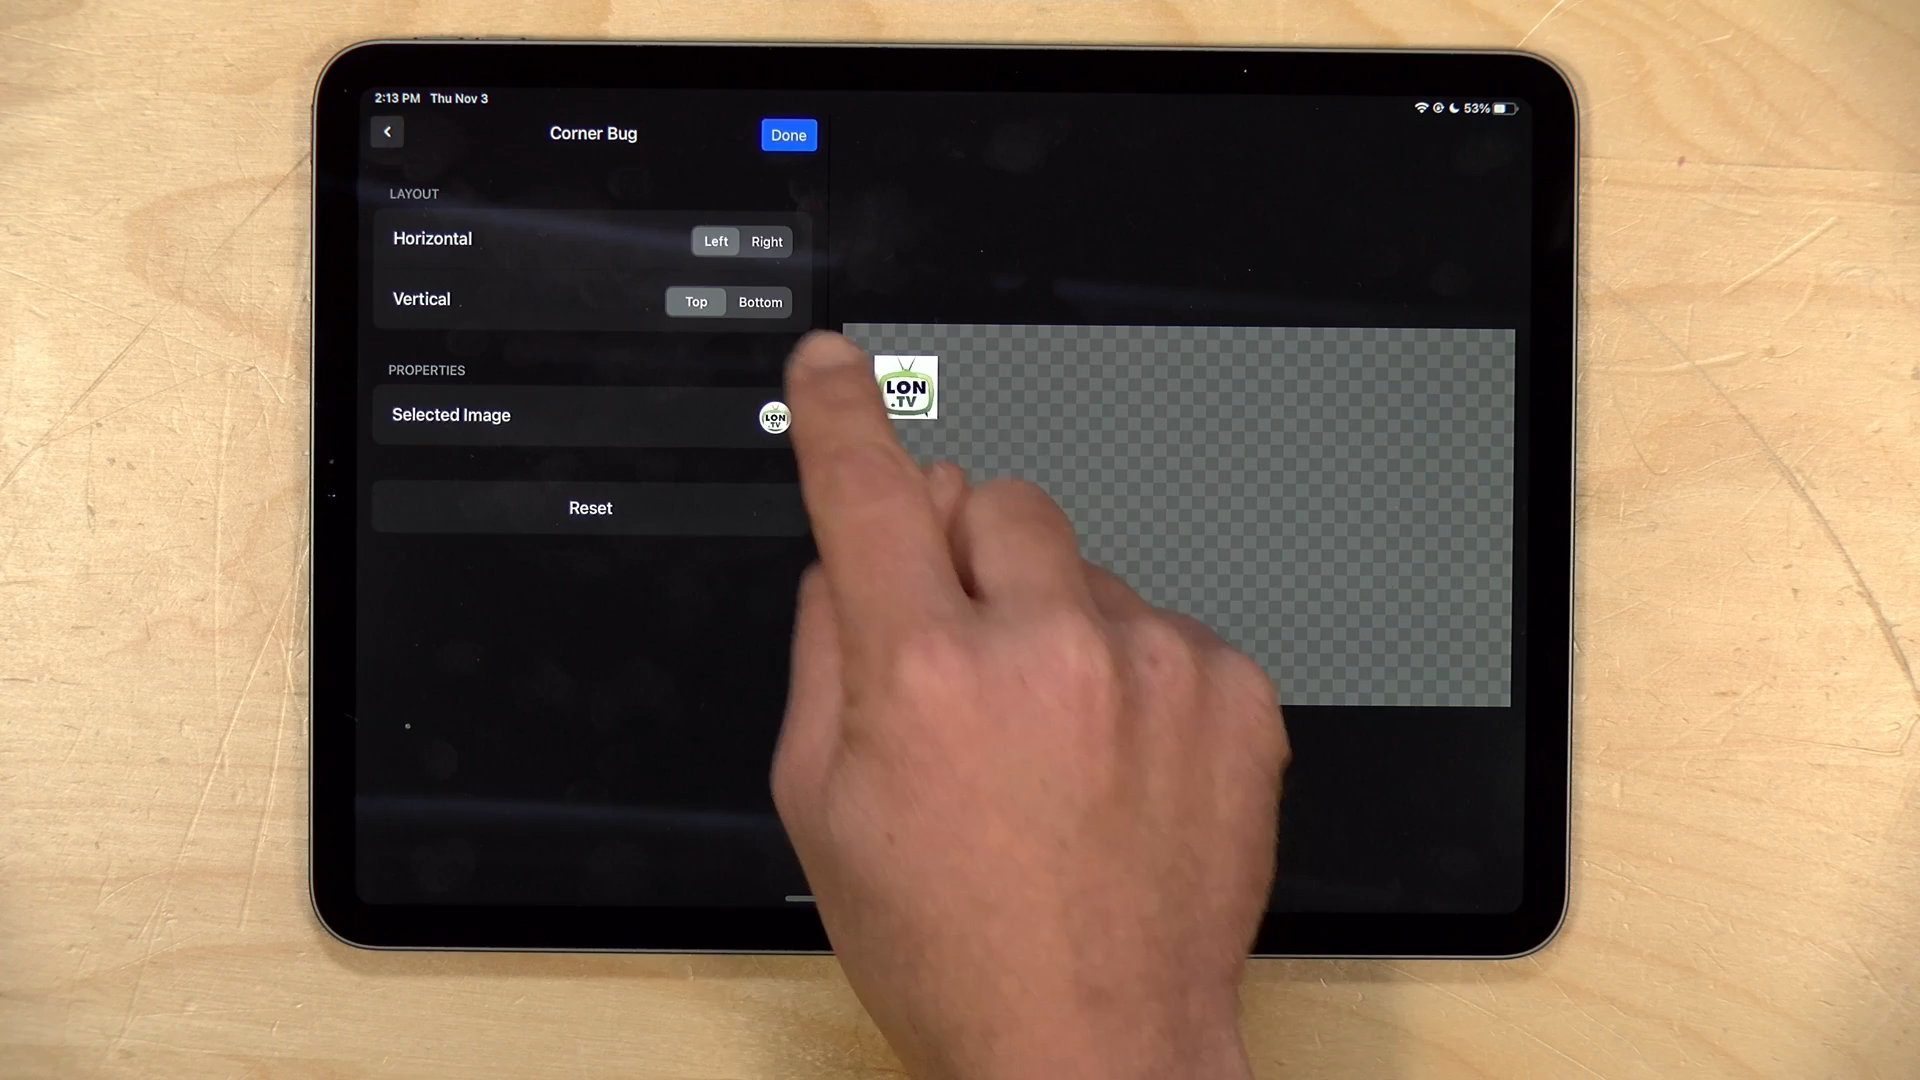 2:13 PM Thu Nov 3
53%
Corner Bug
Done
LAYOUT
Horizontal
Left
Right
Vertical
Top
Bottom
PROPERTIES
Selected Image
LON
.TV
Reset
LON
.TV